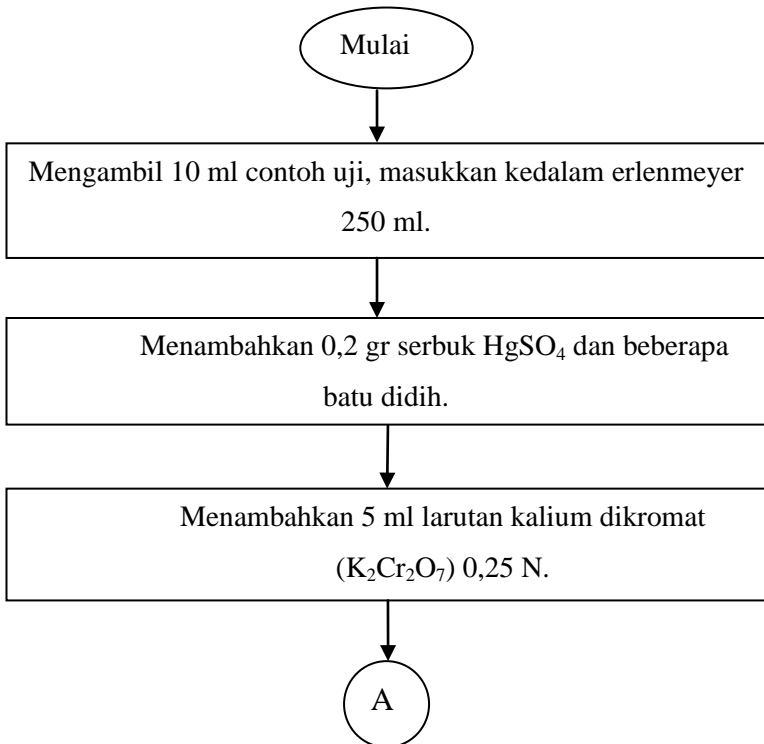 Mulai
Mengambil 10 ml contoh uji, masukkan kedalam erlenmeyer
250 ml.
Menambahkan 0,2 gr serbuk HgSO₄ dan beberapa
batu didih.
Menambahkan 5 ml larutan kalium dikromat
(K₂Cr₂O₇) 0,25 N.
A